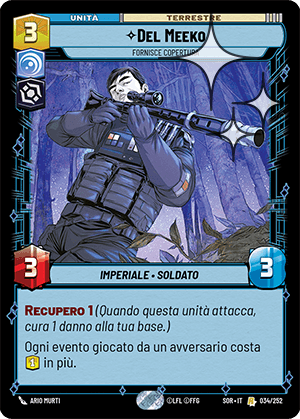 3
UNITÀ
TERRESTRE
✧DEL MEEKO
FORNISCE COPERTURA
3
IMPERIALE • SOLDATO
3
RECUPERO 1 (Quando questa unità attacca,
cura 1 danno alla tua base.)
Ogni evento giocato da un avversario costa
1 in più.
ARIO MURTI
©LFL ©FFG
SOR•IT
034/252